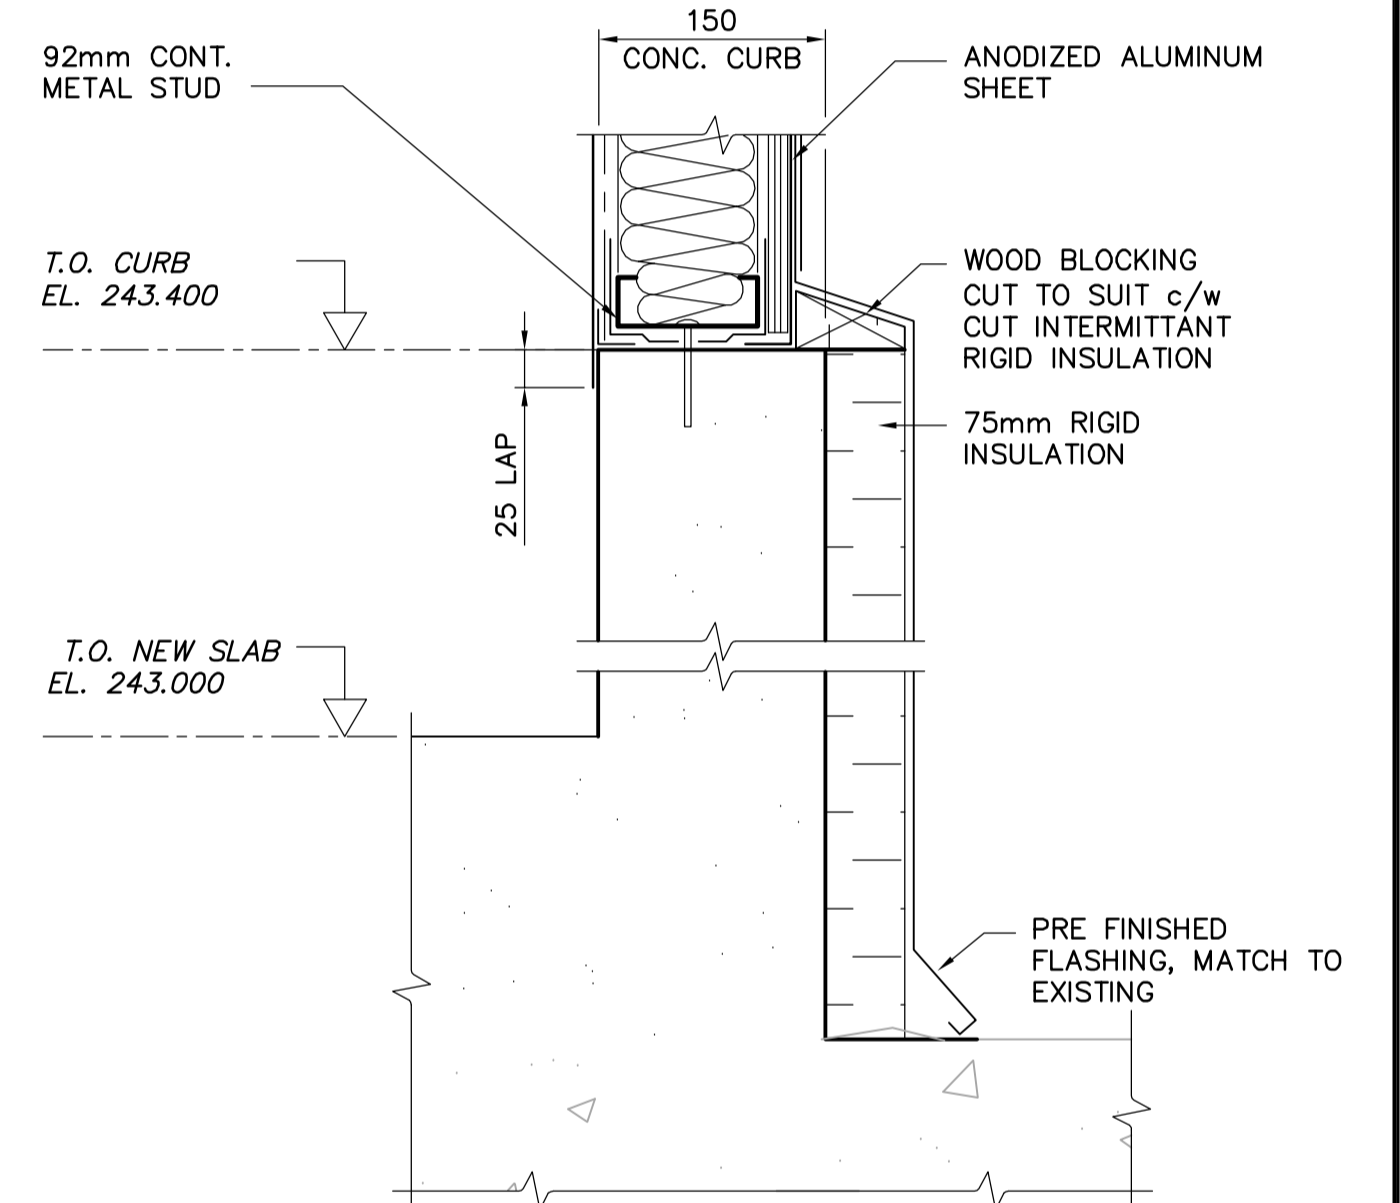 150
CONC. CURB
92mm CONT.
METAL STUD
ANODIZED ALUMINUM
SHEET
T.O. CURB
EL. 243.400
WOOD BLOCKING
CUT TO SUIT c/w
CUT INTERMITTANT
RIGID INSULATION
75mm RIGID
INSULATION
25 LAP
T.O. NEW SLAB
EL. 243.000
PRE FINISHED
FLASHING, MATCH TO
EXISTING